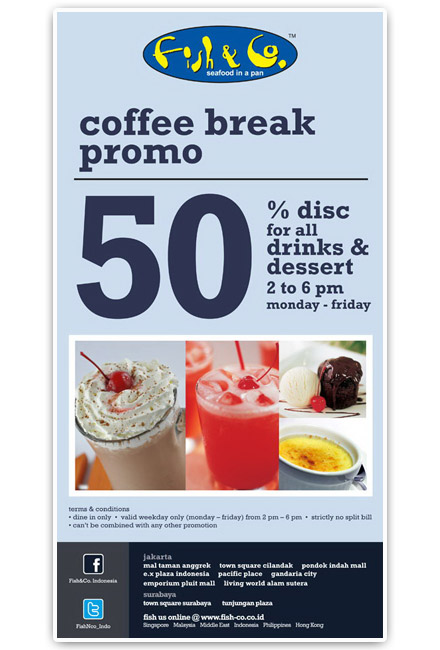 Fish & Co. TM
seafood in a pan
coffee break
promo
50
% disc
for all
drinks &
dessert
2 to 6 pm
monday - friday
terms & conditions
• dine in only • valid weekday only (monday – friday) from 2 pm – 6 pm • strictly no split bill
• can't be combined with any other promotion
f
Fish&Co. Indonesia
t
FishNco_Indo
jakarta
mal taman anggrek town square cilandak pondok indah mall
e.x plaza indonesia pacific place gandaria city
emporium pluit mall living world alam sutera
surabaya
town square surabaya tunjungan plaza
fish us online @ www.fish-co.co.id
Singapore Malaysia Middle East Indonesia Philippines Hong Kong